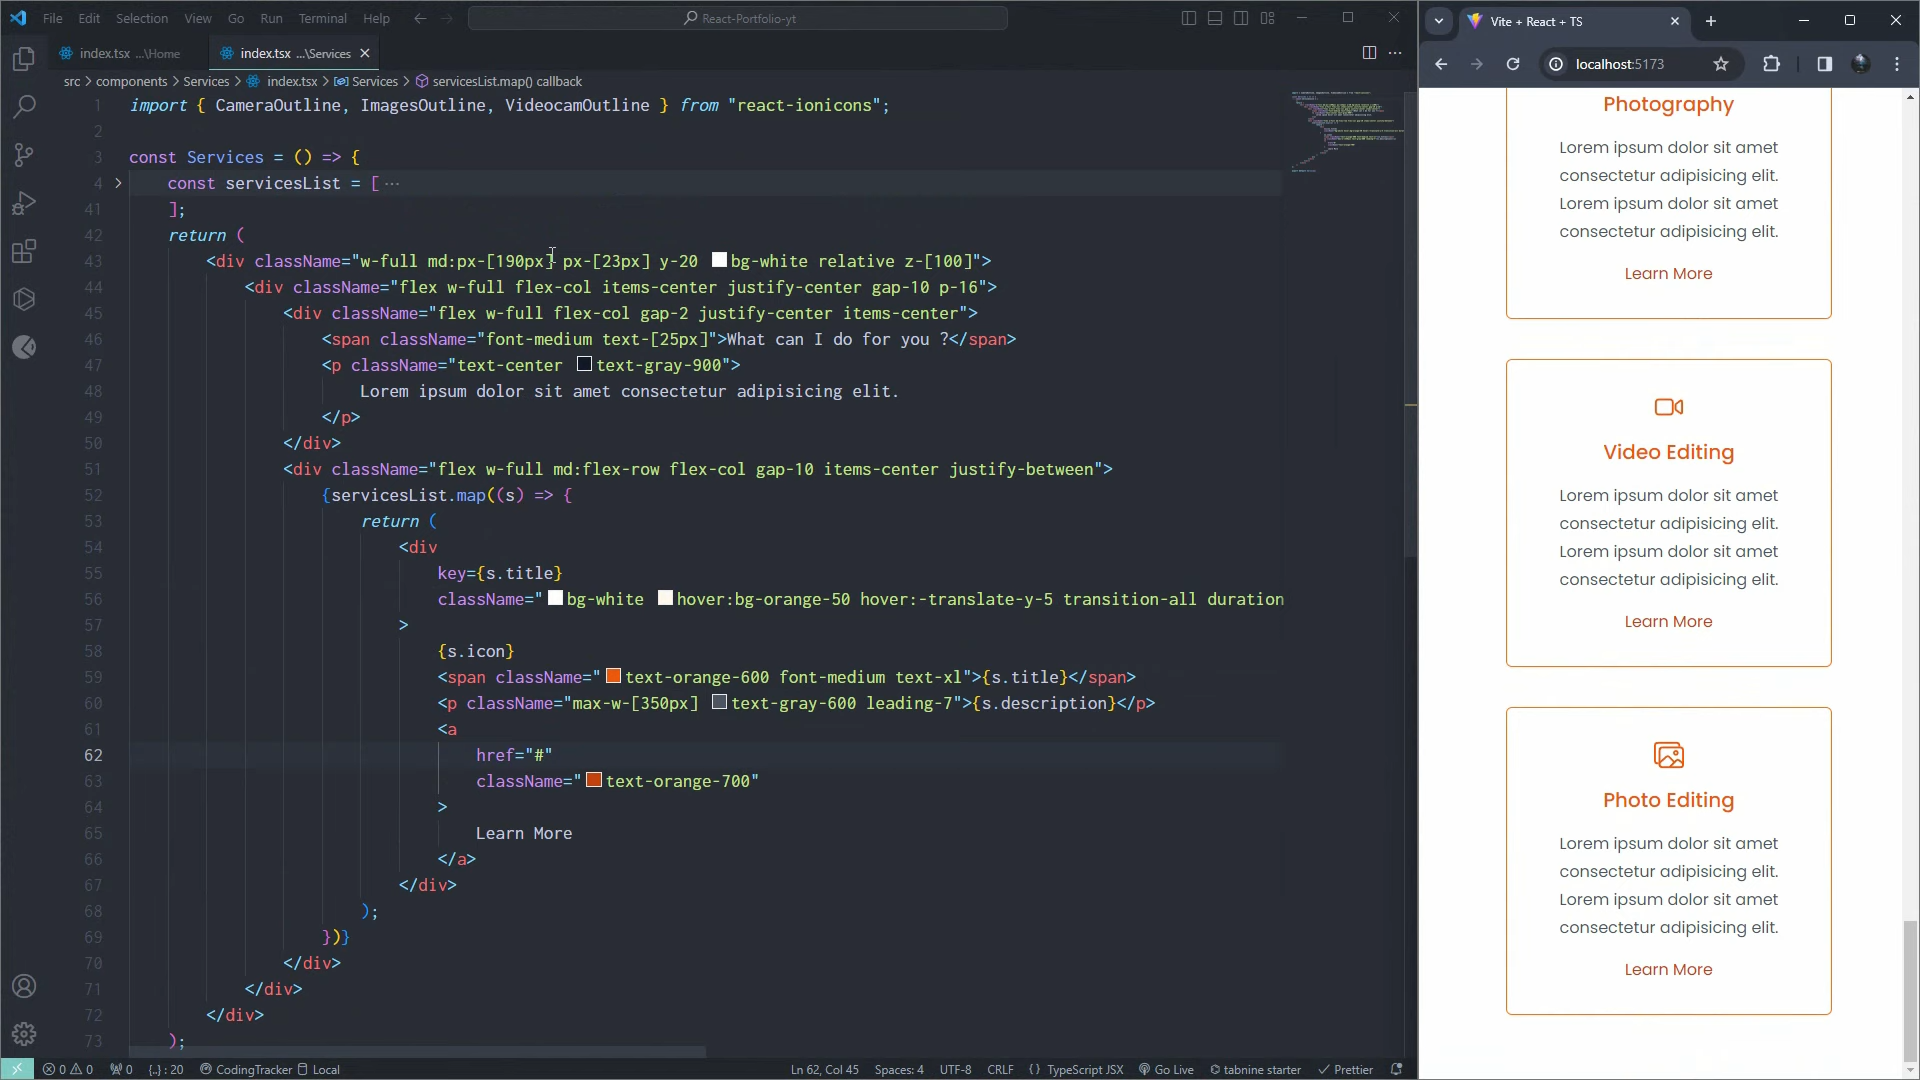 File Edit Selection View Go Run Terminal Help
React-Portfolio-yt
index.tsx ...\Home
index.tsx ...\Services
src > components > Services > index.tsx > Services > servicesList.map() callback
1 import { CameraOutline, ImagesOutline, VideocamOutline } from "react-ionicons";
2
3 const Services = () => {
4 const servicesList = [ ...
41 ];
42 return (
43 <div className="w-full md:px-[190px] px-[23px] y-20 bg-white relative z-[100]">
44 <div className="flex w-full flex-col items-center justify-center gap-10 p-16">
45 <div className="flex w-full flex-col gap-2 justify-center items-center">
46 <span className="font-medium text-[25px]">What can I do for you ?</span>
47 <p className="text-center text-gray-900">
48 Lorem ipsum dolor sit amet consectetur adipisicing elit.
49 </p>
50 </div>
51 <div className="flex w-full md:flex-row flex-col gap-10 items-center justify-between">
52 {servicesList.map((s) => {
53 return (
54 <div
55 key={s.title}
56 className=" bg-white hover:bg-orange-50 hover:-translate-y-5 transition-all duration
57 >
58 {s.icon}
59 <span className=" text-orange-600 font-medium text-xl">{s.title}</span>
60 <p className="max-w-[350px] text-gray-600 leading-7">{s.description}</p>
61 <a
62 href="#"
63 className=" text-orange-700"
64 >
65 Learn More
66 </a>
67 </div>
68 );
69 })}
70 </div>
71 </div>
72 </div>
73 );
0 0 0 {..} : 20 CodingTracker Local
Ln 62, Col 45 Spaces: 4 UTF-8 CRLF {} TypeScript JSX Go Live tabnine starter Prettier
Vite + React + TS
localhost:5173
Photography
Lorem ipsum dolor sit amet
consectetur adipisicing elit.
Lorem ipsum dolor sit amet
consectetur adipisicing elit.
Learn More
Video Editing
Lorem ipsum dolor sit amet
consectetur adipisicing elit.
Lorem ipsum dolor sit amet
consectetur adipisicing elit.
Learn More
Photo Editing
Lorem ipsum dolor sit amet
consectetur adipisicing elit.
Lorem ipsum dolor sit amet
consectetur adipisicing elit.
Learn More